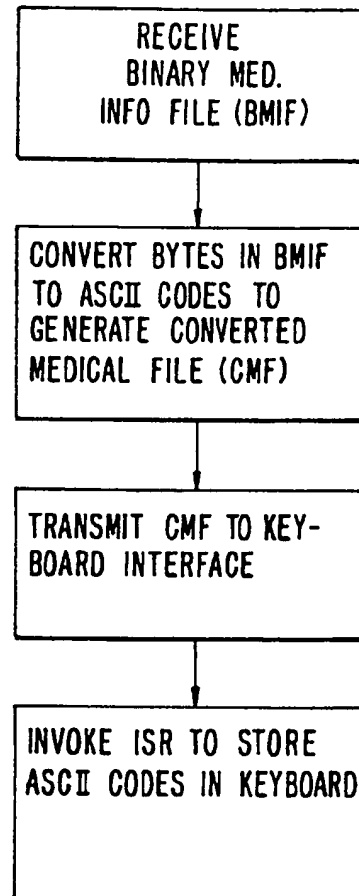 RECEIVE
BINARY MED.
INFO FILE (BMIF)
CONVERT BYTES IN BMIF
TO ASCII CODES TO
GENERATE CONVERTED
MEDICAL FILE (CMF)
TRANSMIT CMF TO KEY-
BOARD INTERFACE
INVOKE ISR TO STORE
ASCII CODES IN KEYBOARD